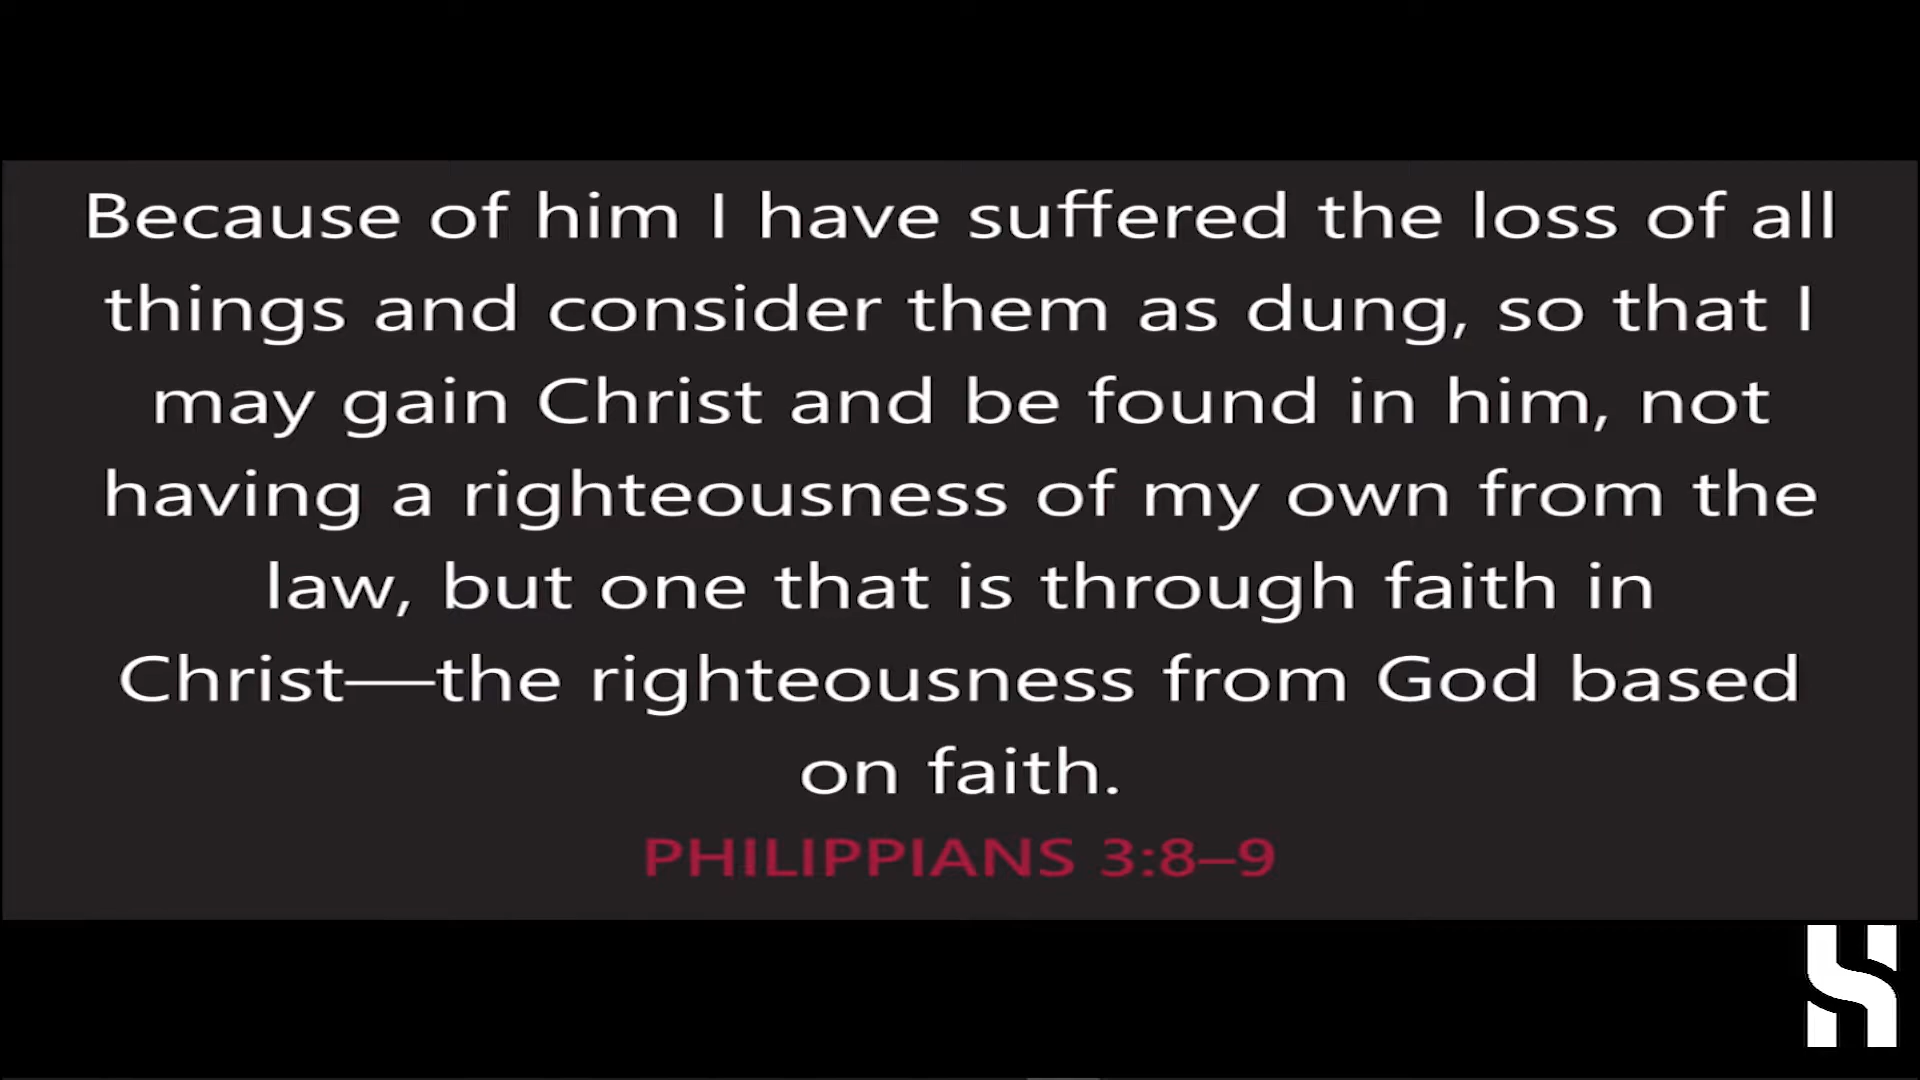 Because of him I have suffered the loss of all
things and consider them as dung, so that I
may gain Christ and be found in him, not
having a righteousness of my own from the
law, but one that is through faith in
Christ—the righteousness from God based
on faith.
PHILIPPIANS 3:8–9